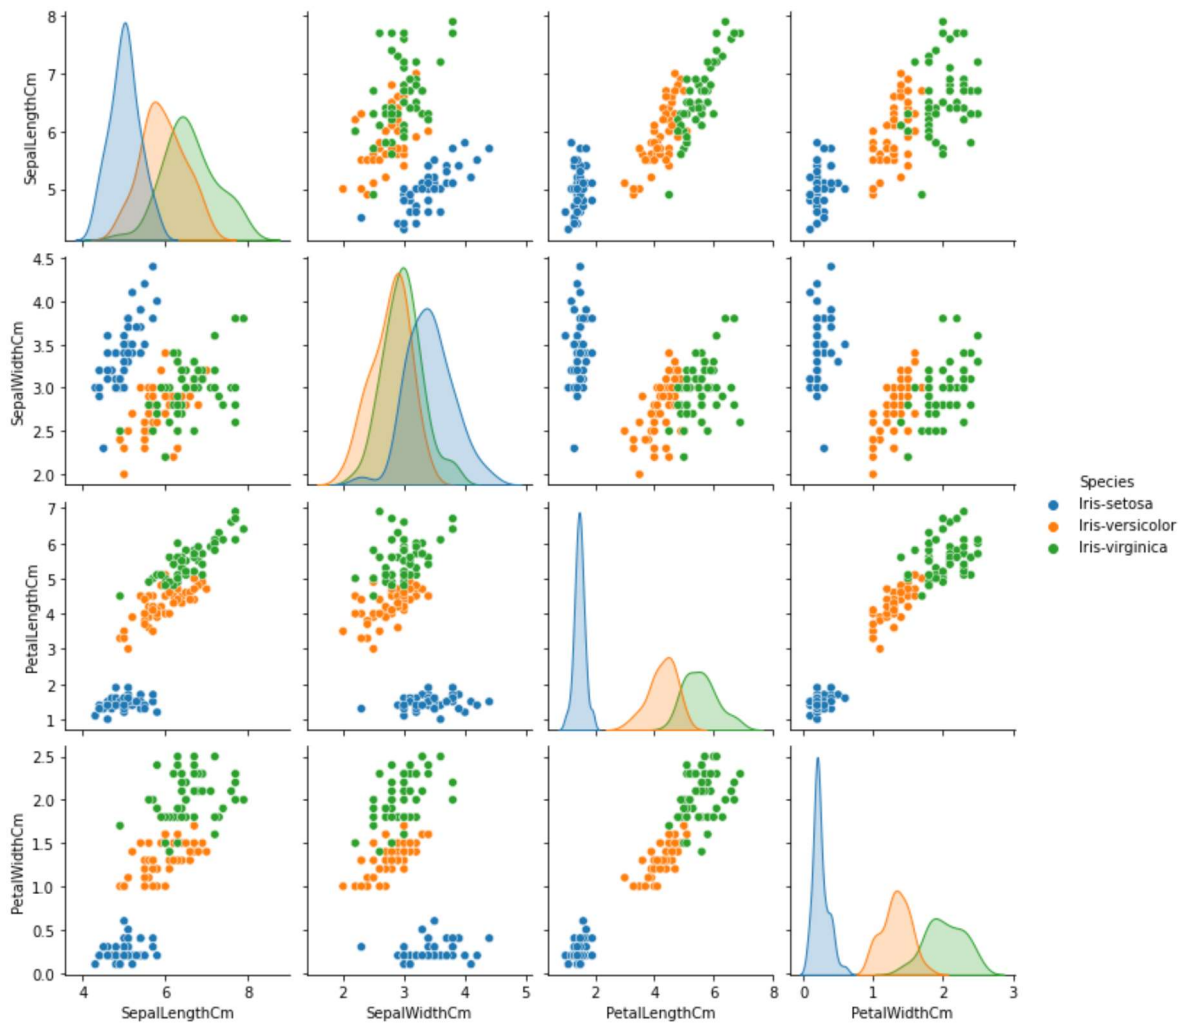 8
7
6
5
SepalLengthCm
4.5
4.0
3.5
3.0
2.5
2.0
SepalWidthCm
Species
Iris-setosa
Iris-versicolor
Iris-virginica
7
6
5
4
3
2
1
PetalLengthCm
2.5
2.0
1.5
1.0
0.5
0.0
PetalWidthCm
4 6 8
2 3 4 5
2 4 6 8
0 1 2 3
SepalLengthCm
SepalWidthCm
PetalLengthCm
PetalWidthCm